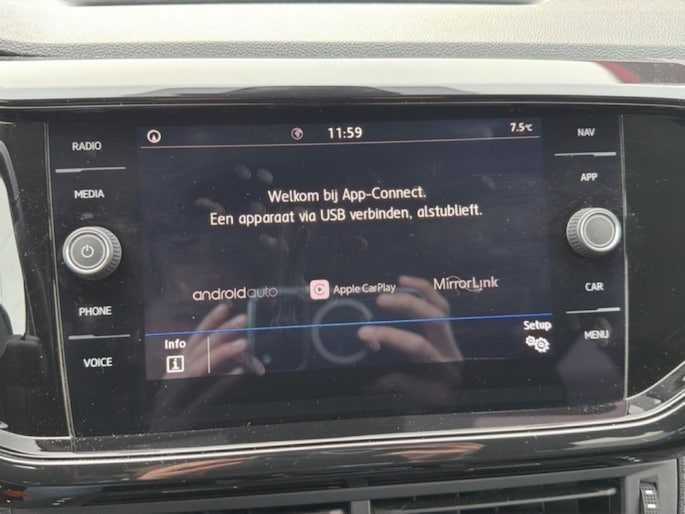 RADIO
MEDIA
PHONE
VOICE
11:59
7.5°C
Welkom bij App-Connect.
Een apparaat via USB verbinden, alstublieft.
androidauto
Apple CarPlay
MirrorLink
Info
Setup
NAV
APP
CAR
MENU